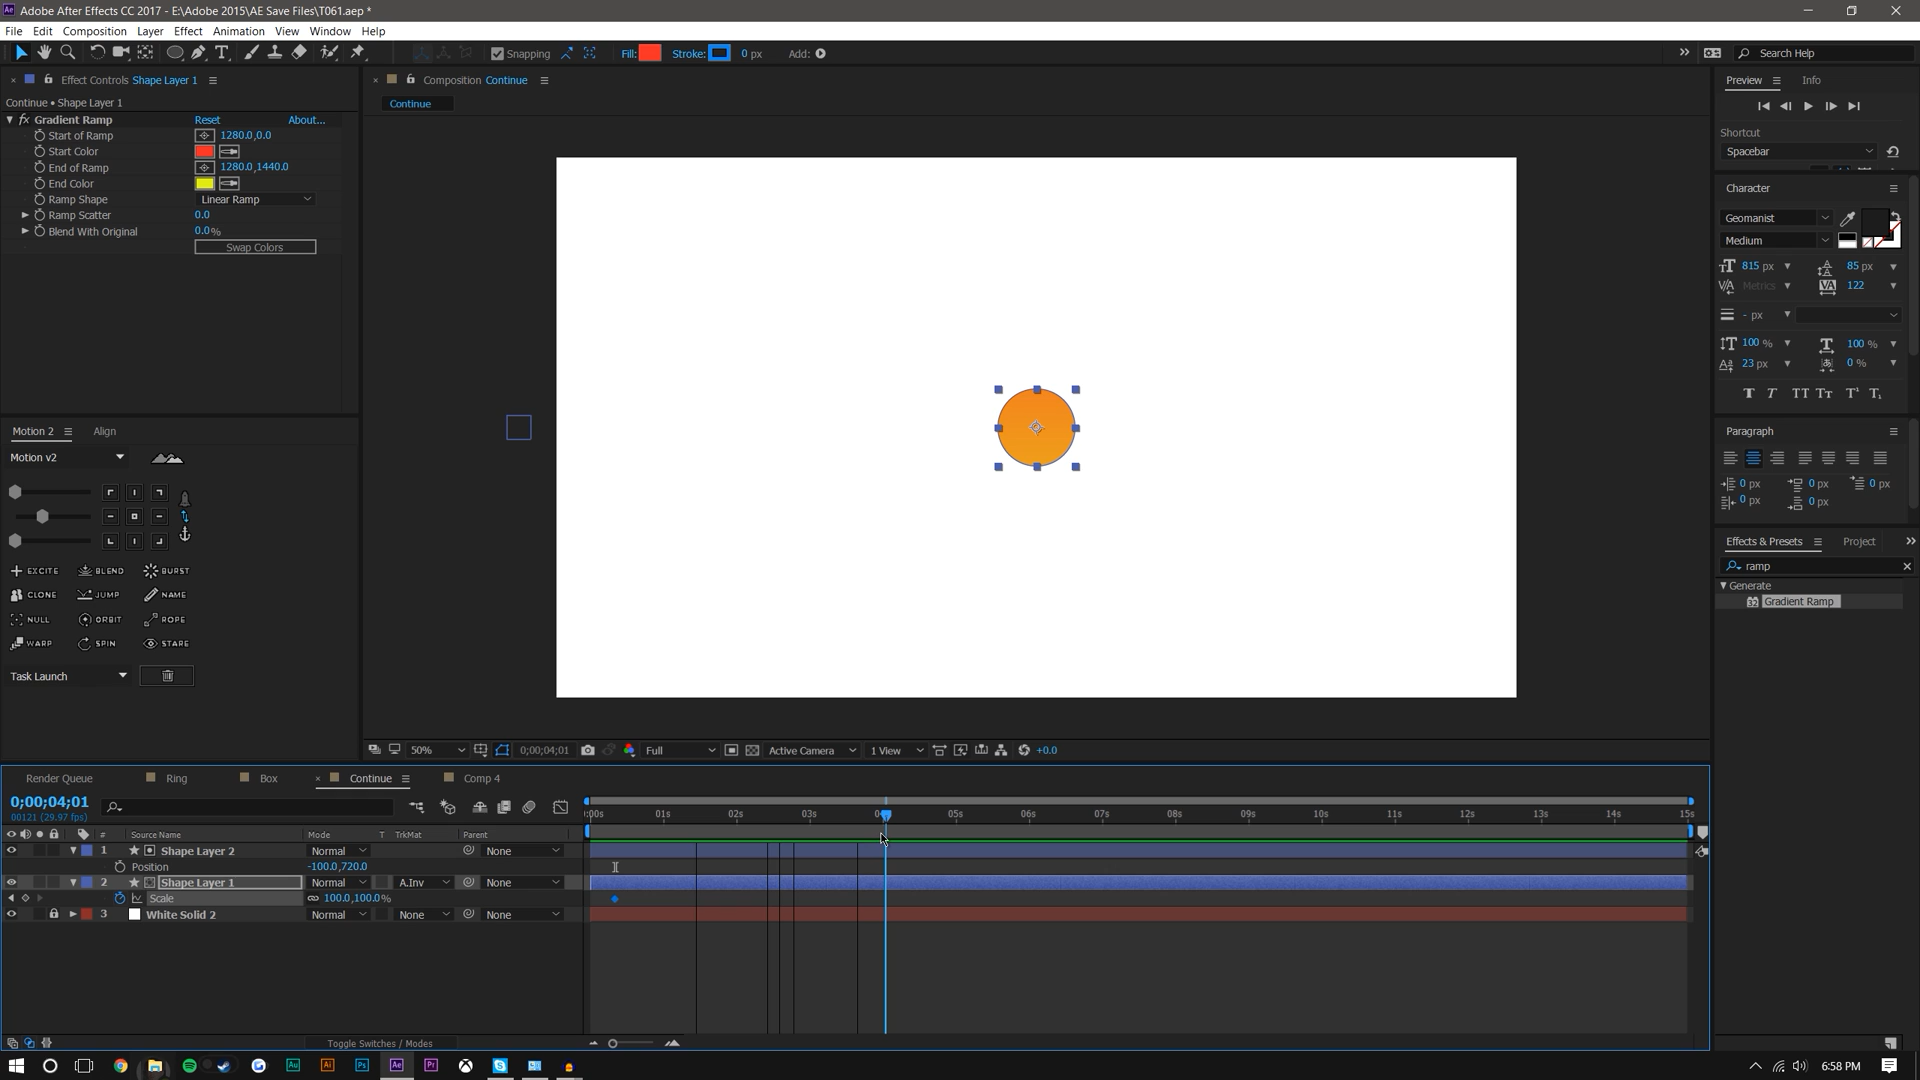 Adobe After Effects CC 2017 - E:\Adobe 2015\AE Save Files\T061.aep *
File Edit Composition Layer Effect Animation View Window Help
Snapping Fill: Stroke: 0 px Add: Search Help
Effect Controls Shape Layer 1
Composition Continue
Preview Info
Continue • Shape Layer 1
Continue
fx Gradient Ramp Reset About...
Start of Ramp 1280.0,0.0
Start Color
End of Ramp 1280.0,1440.0
End Color
Ramp Shape Linear Ramp
Ramp Scatter 0.0
Blend With Original 0.0%
Swap Colors
Shortcut
Spacebar
Character
Geomanist
Medium
815 px 85 px
Metrics 122
- px
100 % 100 %
23 px 0 %
Paragraph
0 px 0 px 0 px
0 px 0 px
Effects & Presets Project
ramp
Generate
Gradient Ramp
Motion 2 Align
Motion v2
EXCITE BLEND BURST
CLONE JUMP NAME
NULL ORBIT ROPE
WARP SPIN STARE
Task Launch
50% 0;00;04;01 Full Active Camera 1 View +0.0
Render Queue Ring Box Continue Comp 4
0;00;04;01
00121 (29.97 fps)
01s 02s 03s 05s 06s 07s 08s 09s 10s 11s 12s 13s 14s 15s
# Source Name Mode T TrkMat Parent
1 Shape Layer 2 Normal None
Position -100.0,720.0
2 Shape Layer 1 Normal A.Inv None
Scale 100.0,100.0%
3 White Solid 2 Normal None None
Toggle Switches / Modes
Au Ai Ps Ae Pr 6:58 PM